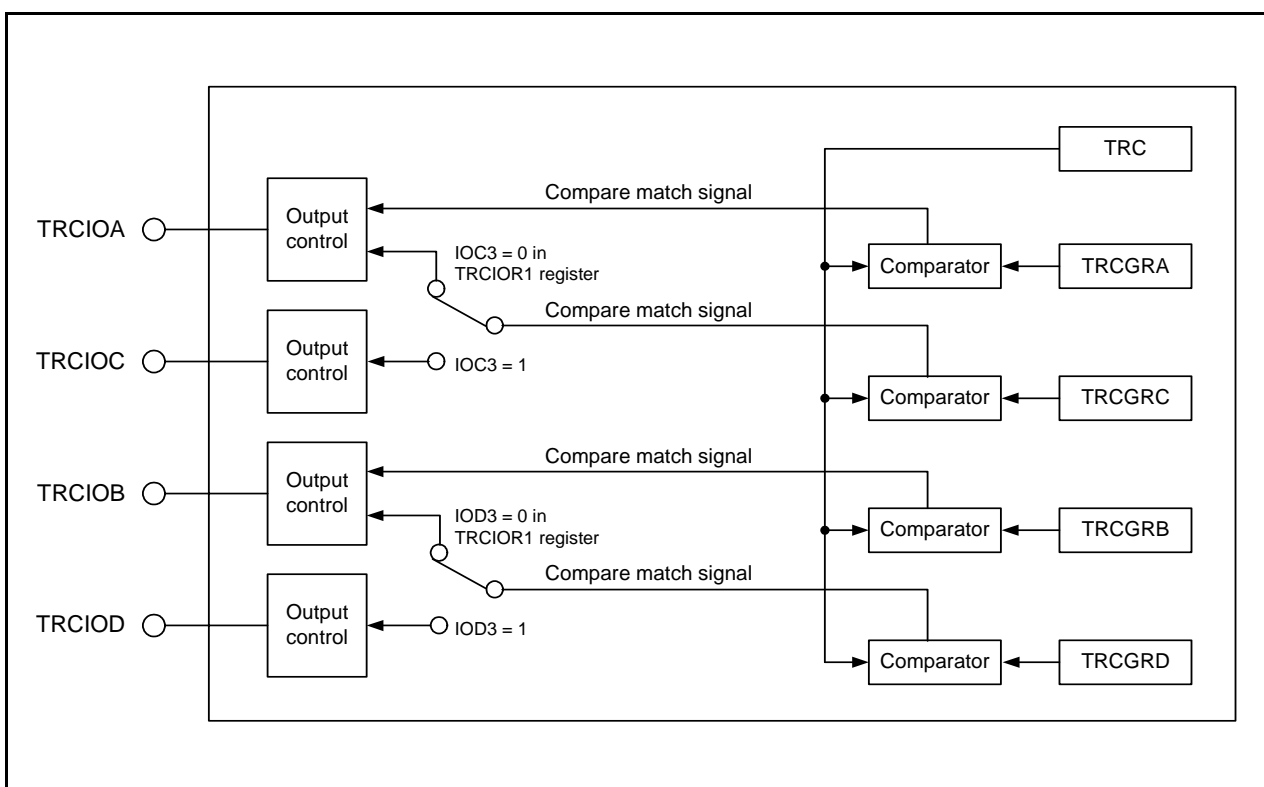 TRC
Compare match signal
TRCIOA
Output
control
IOC3 = 0 in
TRCIOR1 register
Comparator
TRCGRA
Compare match signal
TRCIOC
Output
control
IOC3 = 1
Comparator
TRCGRC
Compare match signal
TRCIOB
Output
control
IOD3 = 0 in
TRCIOR1 register
Comparator
TRCGRB
Compare match signal
TRCIOD
Output
control
IOD3 = 1
Comparator
TRCGRD